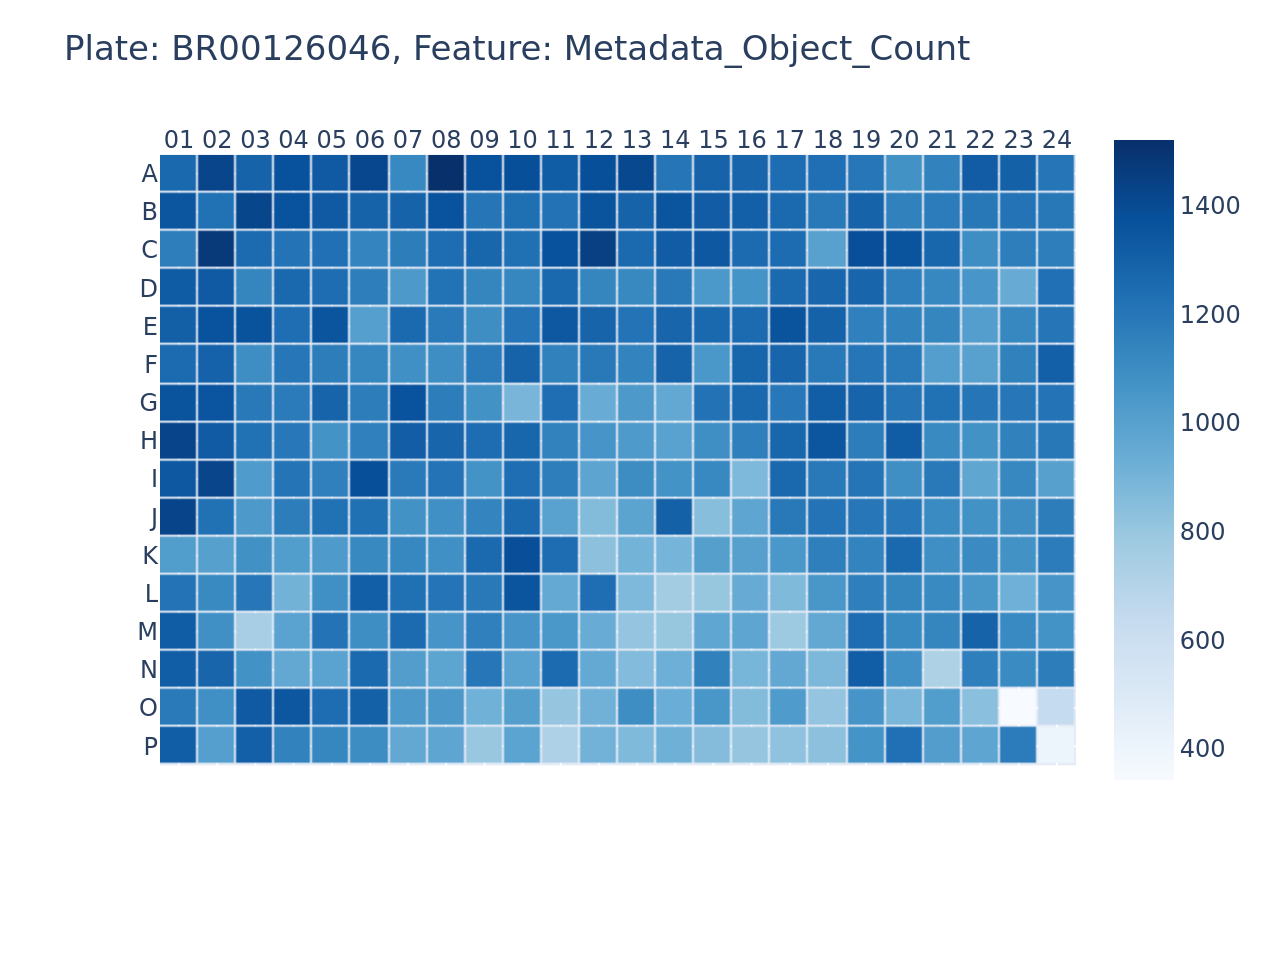 Plate: BR00126046, Feature: Metadata_Object_Count
01 02 03 04 05 06 07 08 09 10 11 12 13 14 15 16 17 18 19 20 21 22 23 24
A
B
C
D
E
F
G
H
I
J
K
L
M
N
O
P
1400
1200
1000
800
600
400